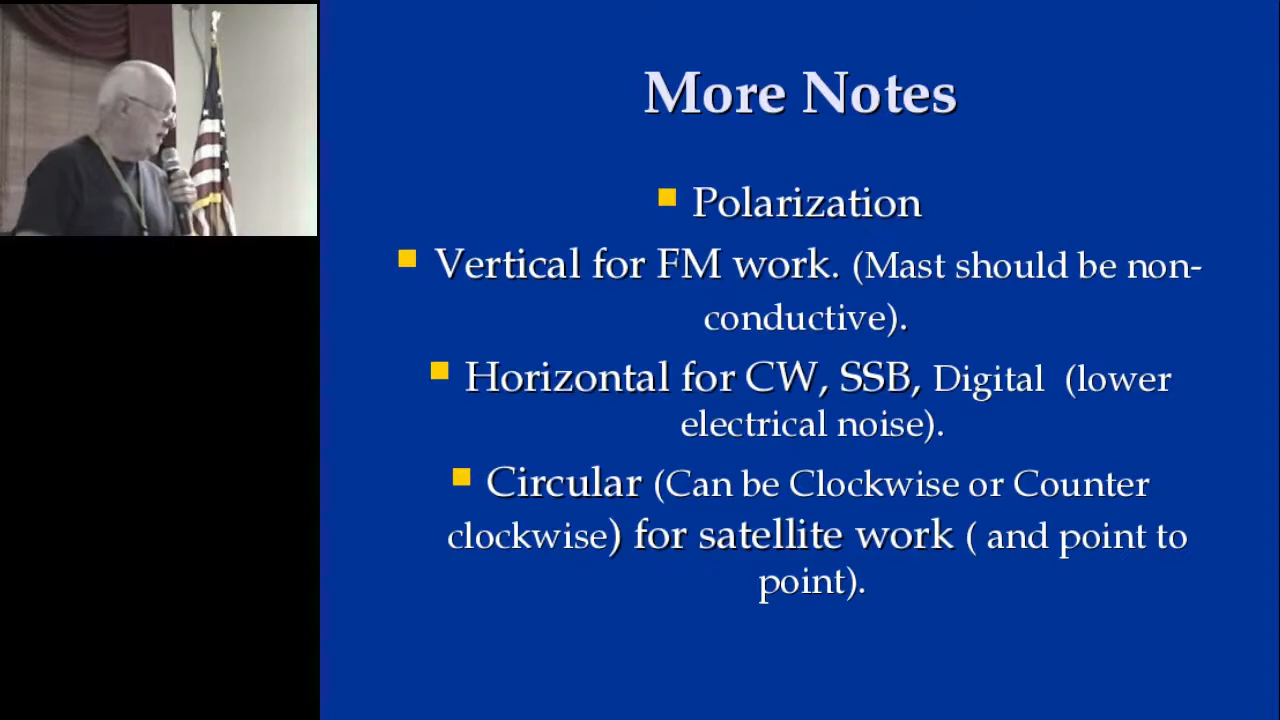 More Notes
Polarization
Vertical for FM work. (Mast should be non-
conductive).
Horizontal for CW, SSB, Digital (lower
electrical noise).
Circular (Can be Clockwise or Counter
clockwise) for satellite work ( and point to
point).